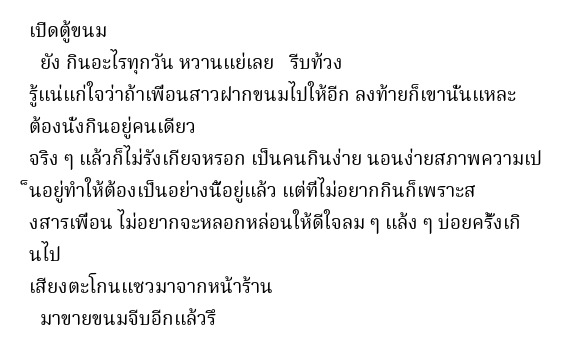 เปิดตู้ขนม
ยัง กินอะไรทุกวัน หวานแย่เลย   รีบท้วง
รู้แน่แก่ใจว่าถ้าเพื่อนสาวฝากขนมไปให้อีก ลงท้ายก็เขานั่นแหละ
ต้องนั่งกินอยู่คนเดียว
จริง ๆ แล้วก็ไม่รังเกียจหรอก เป็นคนกินง่าย นอนง่ายสภาพความเป
็นอยู่ทำให้ต้องเป็นอย่างนี้อยู่แล้ว แต่ที่ไม่อยากกินก็เพราะส
งสารเพื่อน ไม่อยากจะหลอกหล่อนให้ดีใจลม ๆ แล้ง ๆ บ่อยครั้งเกิ
นไป
เสียงตะโกนแซวมาจากหน้าร้าน
มาขายขนมจีบอีกแล้วรึ